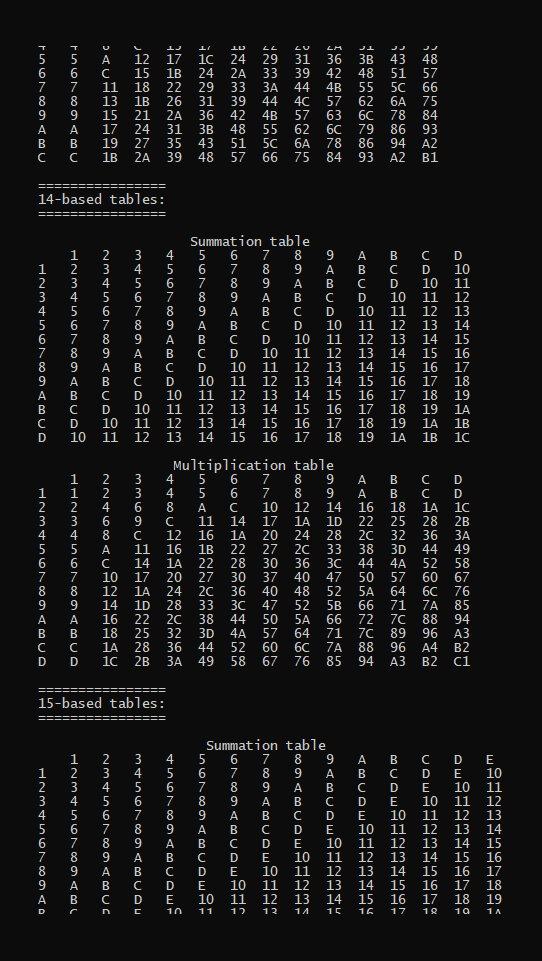 4 4 8 C 13 17 1B 22 26 2A 31 35 39
5 5 A 12 17 1C 24 29 31 36 3B 43 48
6 6 C 15 1B 24 2A 33 39 42 48 51 57
7 7 11 18 22 29 33 3A 44 4B 55 5C 66
8 8 13 1B 26 31 39 44 4C 57 62 6A 75
9 9 15 21 2A 36 42 4B 57 63 6C 78 84
A A 17 24 31 3B 48 55 62 6C 79 86 93
B B 19 27 35 43 51 5C 6A 78 86 94 A2
C C 1B 2A 39 48 57 66 75 84 93 A2 B1
================
14-based tables:
================
Summation table
1 2 3 4 5 6 7 8 9 A B C D
1 2 3 4 5 6 7 8 9 A B C D 10
2 3 4 5 6 7 8 9 A B C D 10 11
3 4 5 6 7 8 9 A B C D 10 11 12
4 5 6 7 8 9 A B C D 10 11 12 13
5 6 7 8 9 A B C D 10 11 12 13 14
6 7 8 9 A B C D 10 11 12 13 14 15
7 8 9 A B C D 10 11 12 13 14 15 16
8 9 A B C D 10 11 12 13 14 15 16 17
9 A B C D 10 11 12 13 14 15 16 17 18
A B C D 10 11 12 13 14 15 16 17 18 19
B C D 10 11 12 13 14 15 16 17 18 19 1A
C D 10 11 12 13 14 15 16 17 18 19 1A 1B
D 10 11 12 13 14 15 16 17 18 19 1A 1B 1C
Multiplication table
1 2 3 4 5 6 7 8 9 A B C D
1 1 2 3 4 5 6 7 8 9 A B C D
2 2 4 6 8 A C 10 12 14 16 18 1A 1C
3 3 6 9 C 11 14 17 1A 1D 22 25 28 2B
4 4 8 C 12 16 1A 20 24 28 2C 32 36 3A
5 5 A 11 16 1B 22 27 2C 33 38 3D 44 49
6 6 C 14 1A 22 28 30 36 3C 44 4A 52 58
7 7 10 17 20 27 30 37 40 47 50 57 60 67
8 8 12 1A 24 2C 36 40 48 52 5A 64 6C 76
9 9 14 1D 28 33 3C 47 52 5B 66 71 7A 85
A A 16 22 2C 38 44 50 5A 66 72 7C 88 94
B B 18 25 32 3D 4A 57 64 71 7C 89 96 A3
C C 1A 28 36 44 52 60 6C 7A 88 96 A4 B2
D D 1C 2B 3A 49 58 67 76 85 94 A3 B2 C1
================
15-based tables:
================
Summation table
1 2 3 4 5 6 7 8 9 A B C D E
1 2 3 4 5 6 7 8 9 A B C D E 10
2 3 4 5 6 7 8 9 A B C D E 10 11
3 4 5 6 7 8 9 A B C D E 10 11 12
4 5 6 7 8 9 A B C D E 10 11 12 13
5 6 7 8 9 A B C D E 10 11 12 13 14
6 7 8 9 A B C D E 10 11 12 13 14 15
7 8 9 A B C D E 10 11 12 13 14 15 16
8 9 A B C D E 10 11 12 13 14 15 16 17
9 A B C D E 10 11 12 13 14 15 16 17 18
A B C D E 10 11 12 13 14 15 16 17 18 19
B C D E 10 11 12 13 14 15 16 17 18 19 1A